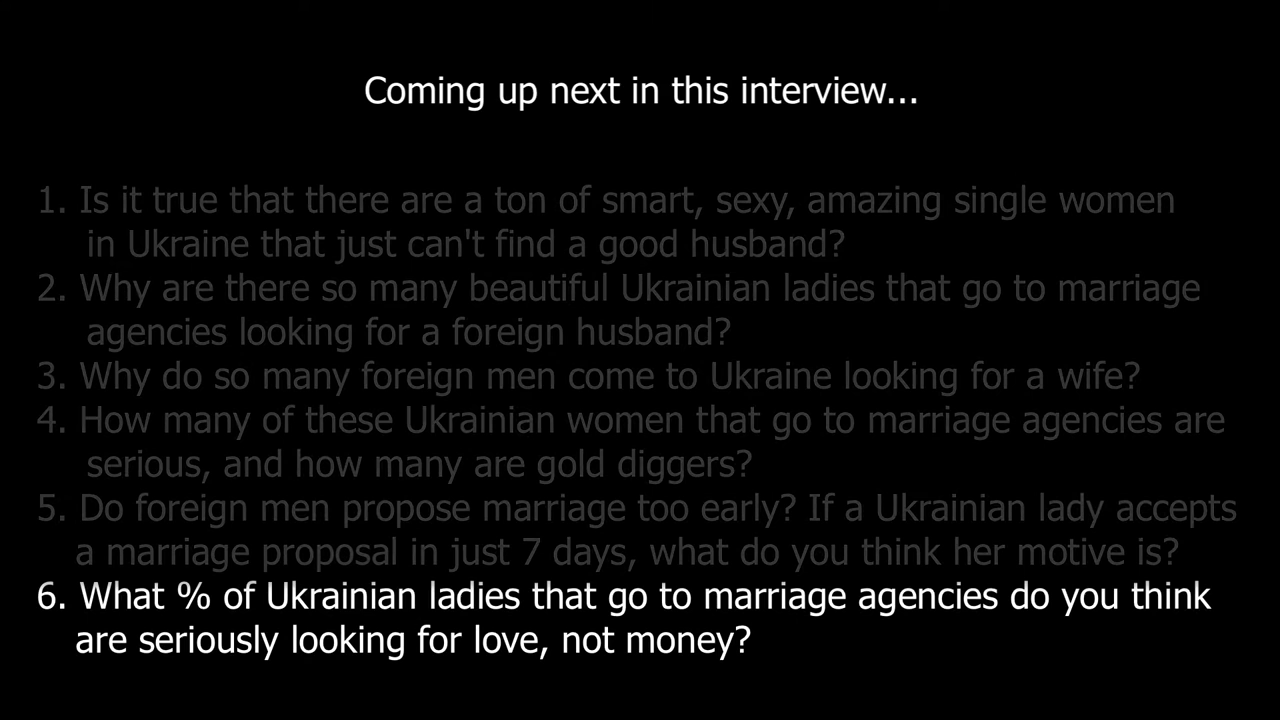 Coming up next in this interview...
1. Is it true that there are a ton of smart, sexy, amazing single women
in Ukraine that just can't find a good husband?
2. Why are there so many beautiful Ukrainian ladies that go to marriage
agencies looking for a foreign husband?
3. Why do so many foreign men come to Ukraine looking for a wife?
4. How many of these Ukrainian women that go to marriage agencies are
serious, and how many are gold diggers?
5. Do foreign men propose marriage too early? If a Ukrainian lady accepts
a marriage proposal in just 7 days, what do you think her motive is?
6. What % of Ukrainian ladies that go to marriage agencies do you think
are seriously looking for love, not money?